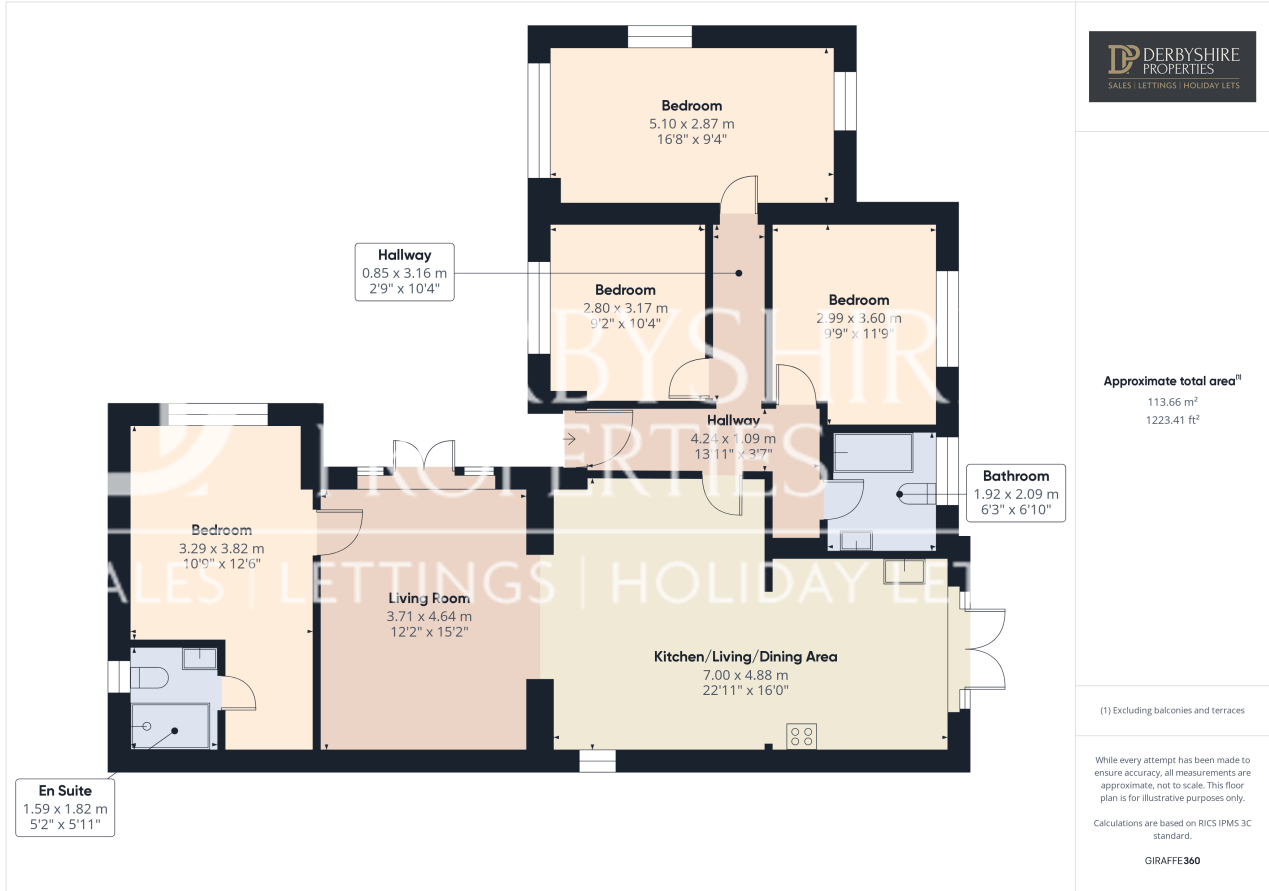 Bedroom
5.10 x 2.87 m
16'8" x 9'4"
Hallway
0.85 x 3.16 m
2'9" x 10'4"
Bedroom
2.80 x 3.17 m
9'2" x 10'4"
Bedroom
2.99 x 3.60 m
9'9" x 11'9"
Hallway
4.24 x 1.09 m
13'11" x 3'7"
Bathroom
1.92 x 2.09 m
6'3" x 6'10"
Bedroom
3.29 x 3.82 m
10'9" x 12'6"
Living Room
3.71 x 4.64 m
12'2" x 15'2"
Kitchen/Living/Dining Area
7.00 x 4.88 m
22'11" x 16'0"
En Suite
1.59 x 1.82 m
5'2" x 5'11"
DERBYSHIRE
PROPERTIES
SALES | LETTINGS | HOLIDAY LETS
DP DERBYSHIRE
PROPERTIES
SALES | LETTINGS | HOLIDAY LETS
Approximate total area(1)
113.66 m²
1223.41 ft²
(1) Excluding balconies and terraces
While every attempt has been made to
ensure accuracy, all measurements are
approximate, not to scale. This floor
plan is for illustrative purposes only.
Calculations are based on RICS IPMS 3C
standard.
GIRAFFE360